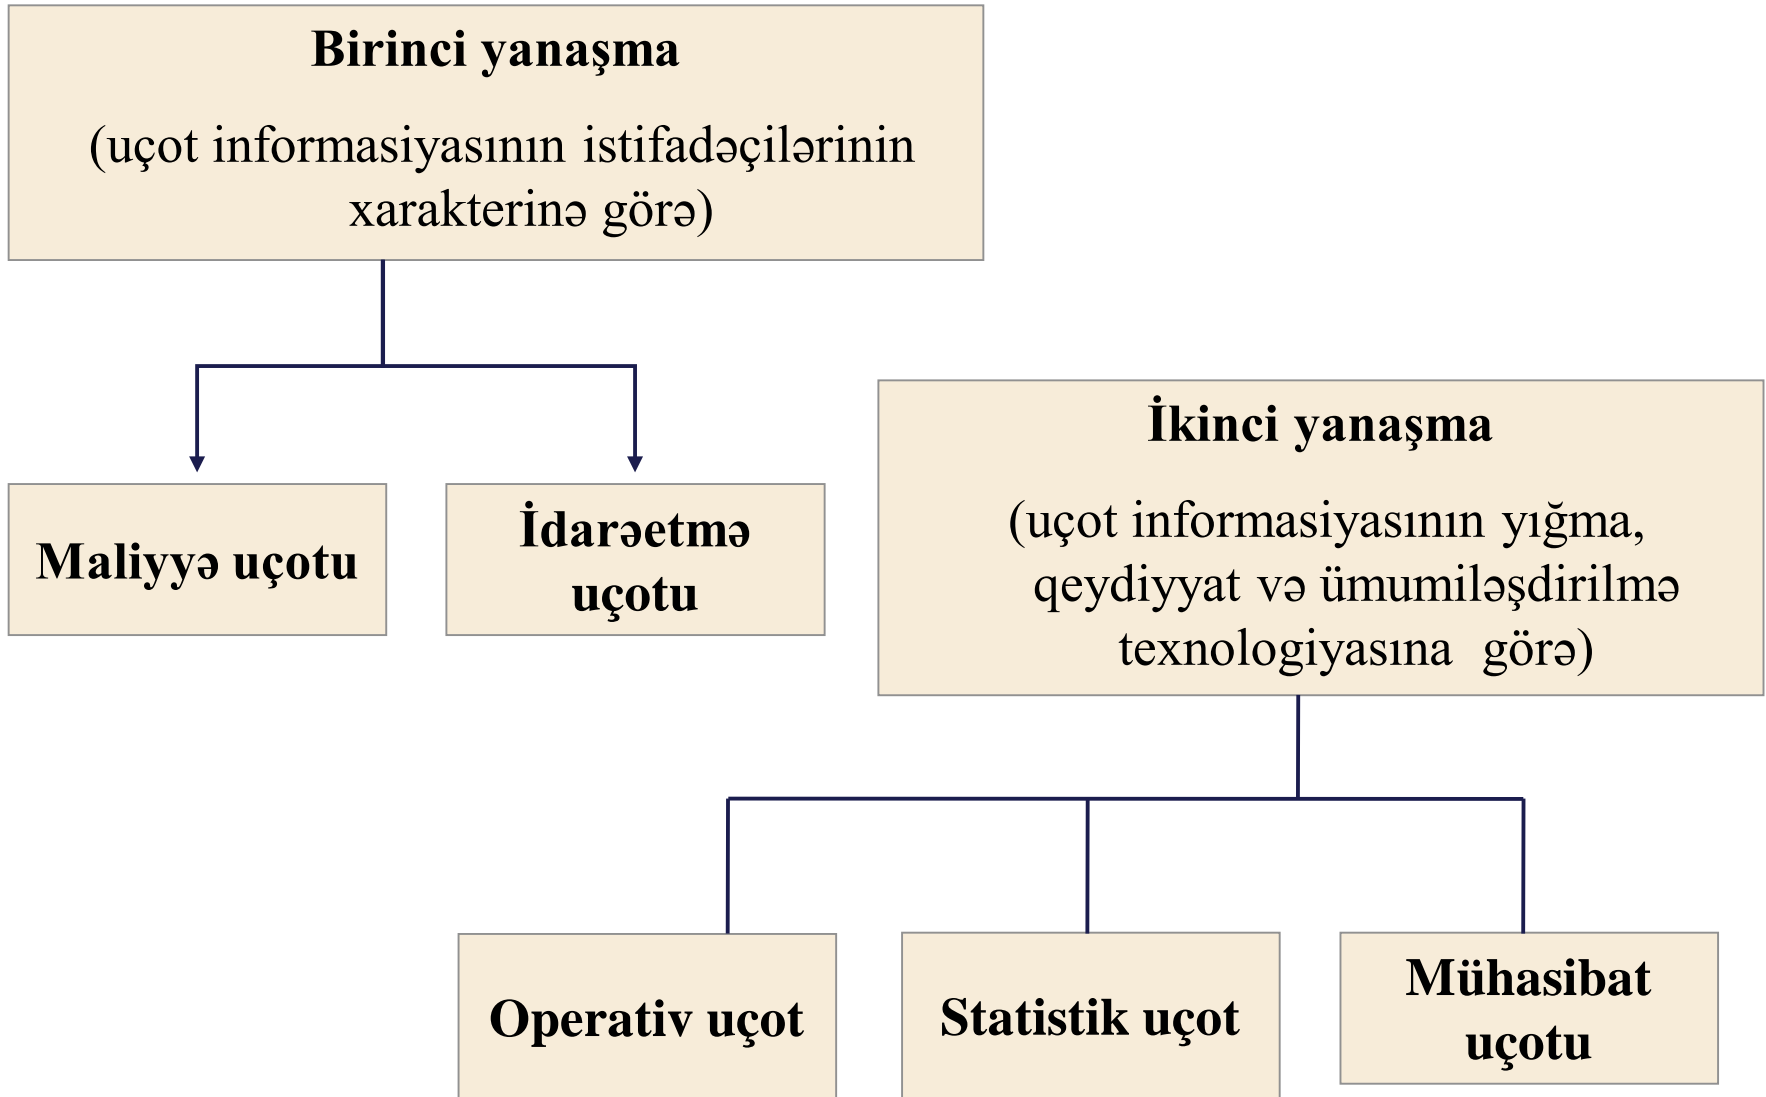 Birinci yanaşma
(uçot informasiyasının istifadəçilərinin
xarakterinə görə)
Maliyyə uçotu
İdarəetmə
uçotu
İkinci yanaşma
(uçot informasiyasının yığma,
qeydiyyat və ümumiləşdirilmə
texnologiyasına görə)
Operativ uçot
Statistik uçot
Mühasibat
uçotu